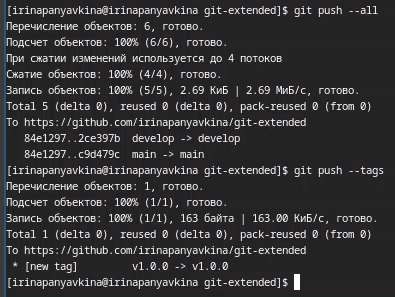 [irinapanyavkina@irinapanyavkina git-extended]$ git push --all
Перечисление объектов: 6, готово.
Подсчет объектов: 100% (6/6), готово.
При сжатии изменений используется до 4 потоков
Сжатие объектов: 100% (4/4), готово.
Запись объектов: 100% (5/5), 2.69 КиБ | 2.69 МиБ/с, готово.
Total 5 (delta 0), reused 0 (delta 0), pack-reused 0 (from 0)
To https://github.com/irinapanyavkina/git-extended
   84e1297..2ce397b  develop -> develop
   84e1297..c9d479c  main -> main
[irinapanyavkina@irinapanyavkina git-extended]$ git push --tags
Перечисление объектов: 1, готово.
Подсчет объектов: 100% (1/1), готово.
Запись объектов: 100% (1/1), 163 байта | 163.00 КиБ/с, готово.
Total 1 (delta 0), reused 0 (delta 0), pack-reused 0 (from 0)
To https://github.com/irinapanyavkina/git-extended
 * [new tag]         v1.0.0 -> v1.0.0
[irinapanyavkina@irinapanyavkina git-extended]$